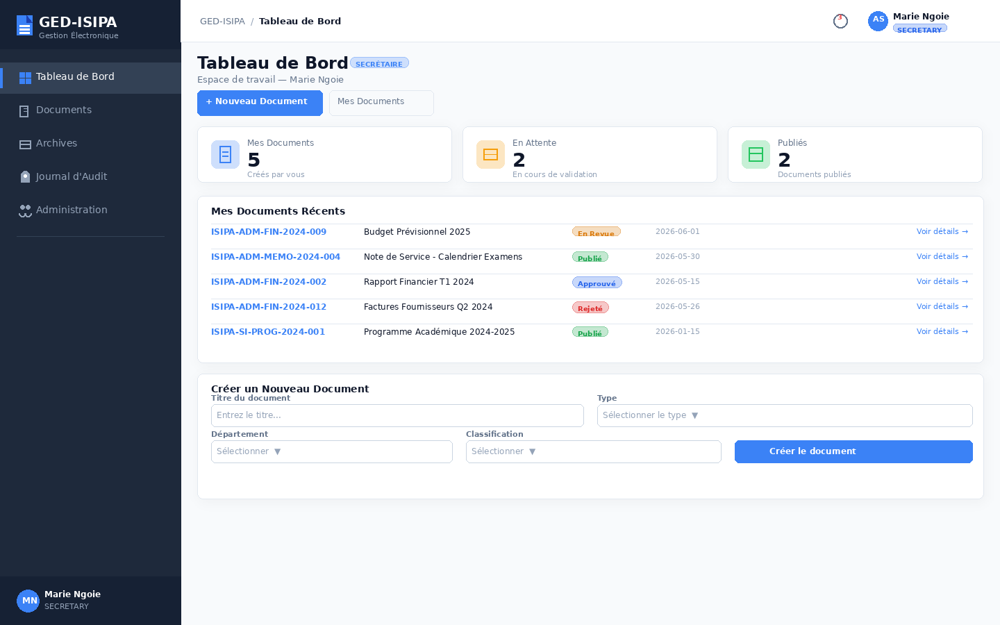 GED-ISIPA
Gestion Électronique
Tableau de Bord
Documents
Archives
Journal d'Audit
Administration
Marie Ngoie
MN
SECRETARY
GED-ISIPA / Tableau de Bord
3
AS
Marie Ngoie
SECRETARY
Tableau de Bord SECRÉTAIRE
Espace de travail — Marie Ngoie
+ Nouveau Document
Mes Documents
Mes Documents
5
Créés par vous
En Attente
2
En cours de validation
Publiés
2
Documents publiés
Mes Documents Récents
ISIPA-ADM-FIN-2024-009 Budget Prévisionnel 2025 En Revue 2026-06-01 Voir détails →
ISIPA-ADM-MEMO-2024-004 Note de Service - Calendrier Examens Publié 2026-05-30 Voir détails →
ISIPA-ADM-FIN-2024-002 Rapport Financier T1 2024 Approuvé 2026-05-15 Voir détails →
ISIPA-ADM-FIN-2024-012 Factures Fournisseurs Q2 2024 Rejeté 2026-05-26 Voir détails →
ISIPA-SI-PROG-2024-001 Programme Académique 2024-2025 Publié 2026-01-15 Voir détails →
Créer un Nouveau Document
Titre du document
Entrez le titre...
Type
Sélectionner le type ▼
Département
Sélectionner ▼
Classification
Sélectionner ▼
Créer le document